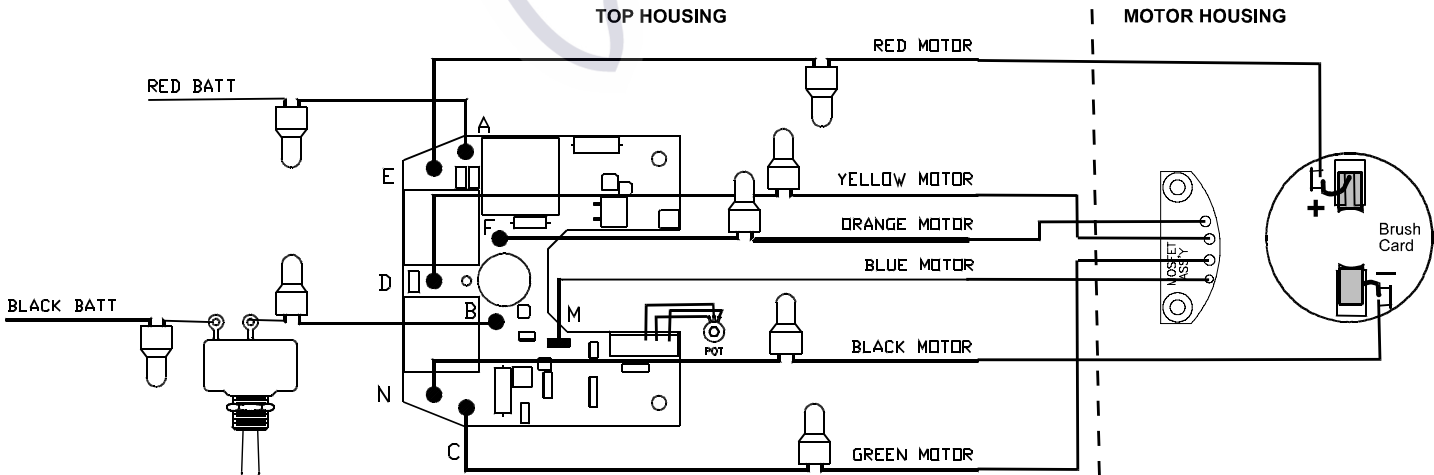 TOP HOUSING
MOTOR HOUSING
RED MOTOR
RED BATT
A
E
YELLOW MOTOR
F
ORANGE MOTOR
MOSFET
ASS'Y
+
Brush
Card
BLUE MOTOR
D
−
BLACK BATT
B
M
POT
BLACK MOTOR
N
C
GREEN MOTOR